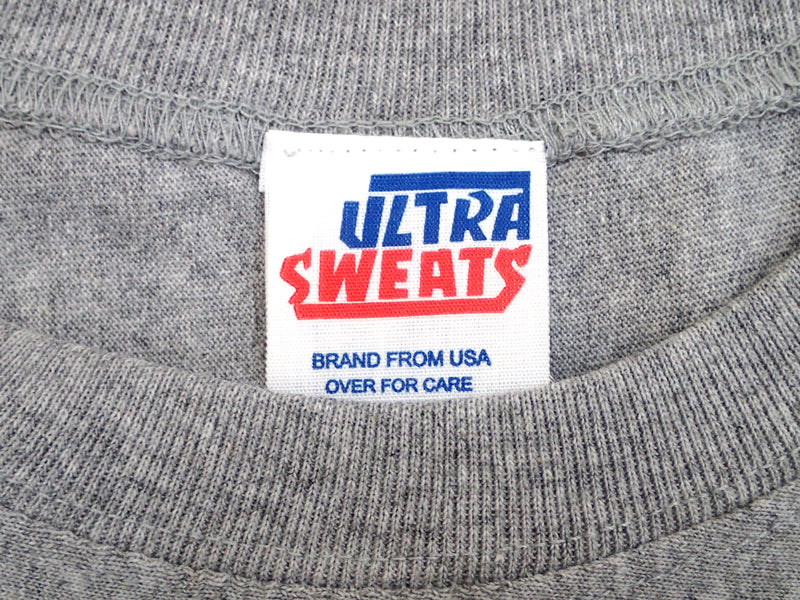 ULTRA
SWEATS
BRAND FROM USA
OVER FOR CARE